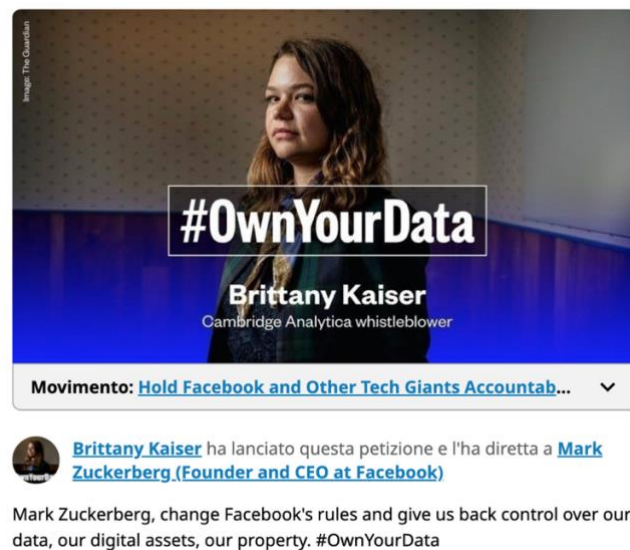 Image: The Guardian
#OwnYourData
Brittany Kaiser
Cambridge Analytica whistleblower
Movimento: Hold Facebook and Other Tech Giants Accountab...
Brittany Kaiser ha lanciato questa petizione e l'ha diretta a Mark
Zuckerberg (Founder and CEO at Facebook)
Mark Zuckerberg, change Facebook's rules and give us back control over our
data, our digital assets, our property. #OwnYourData